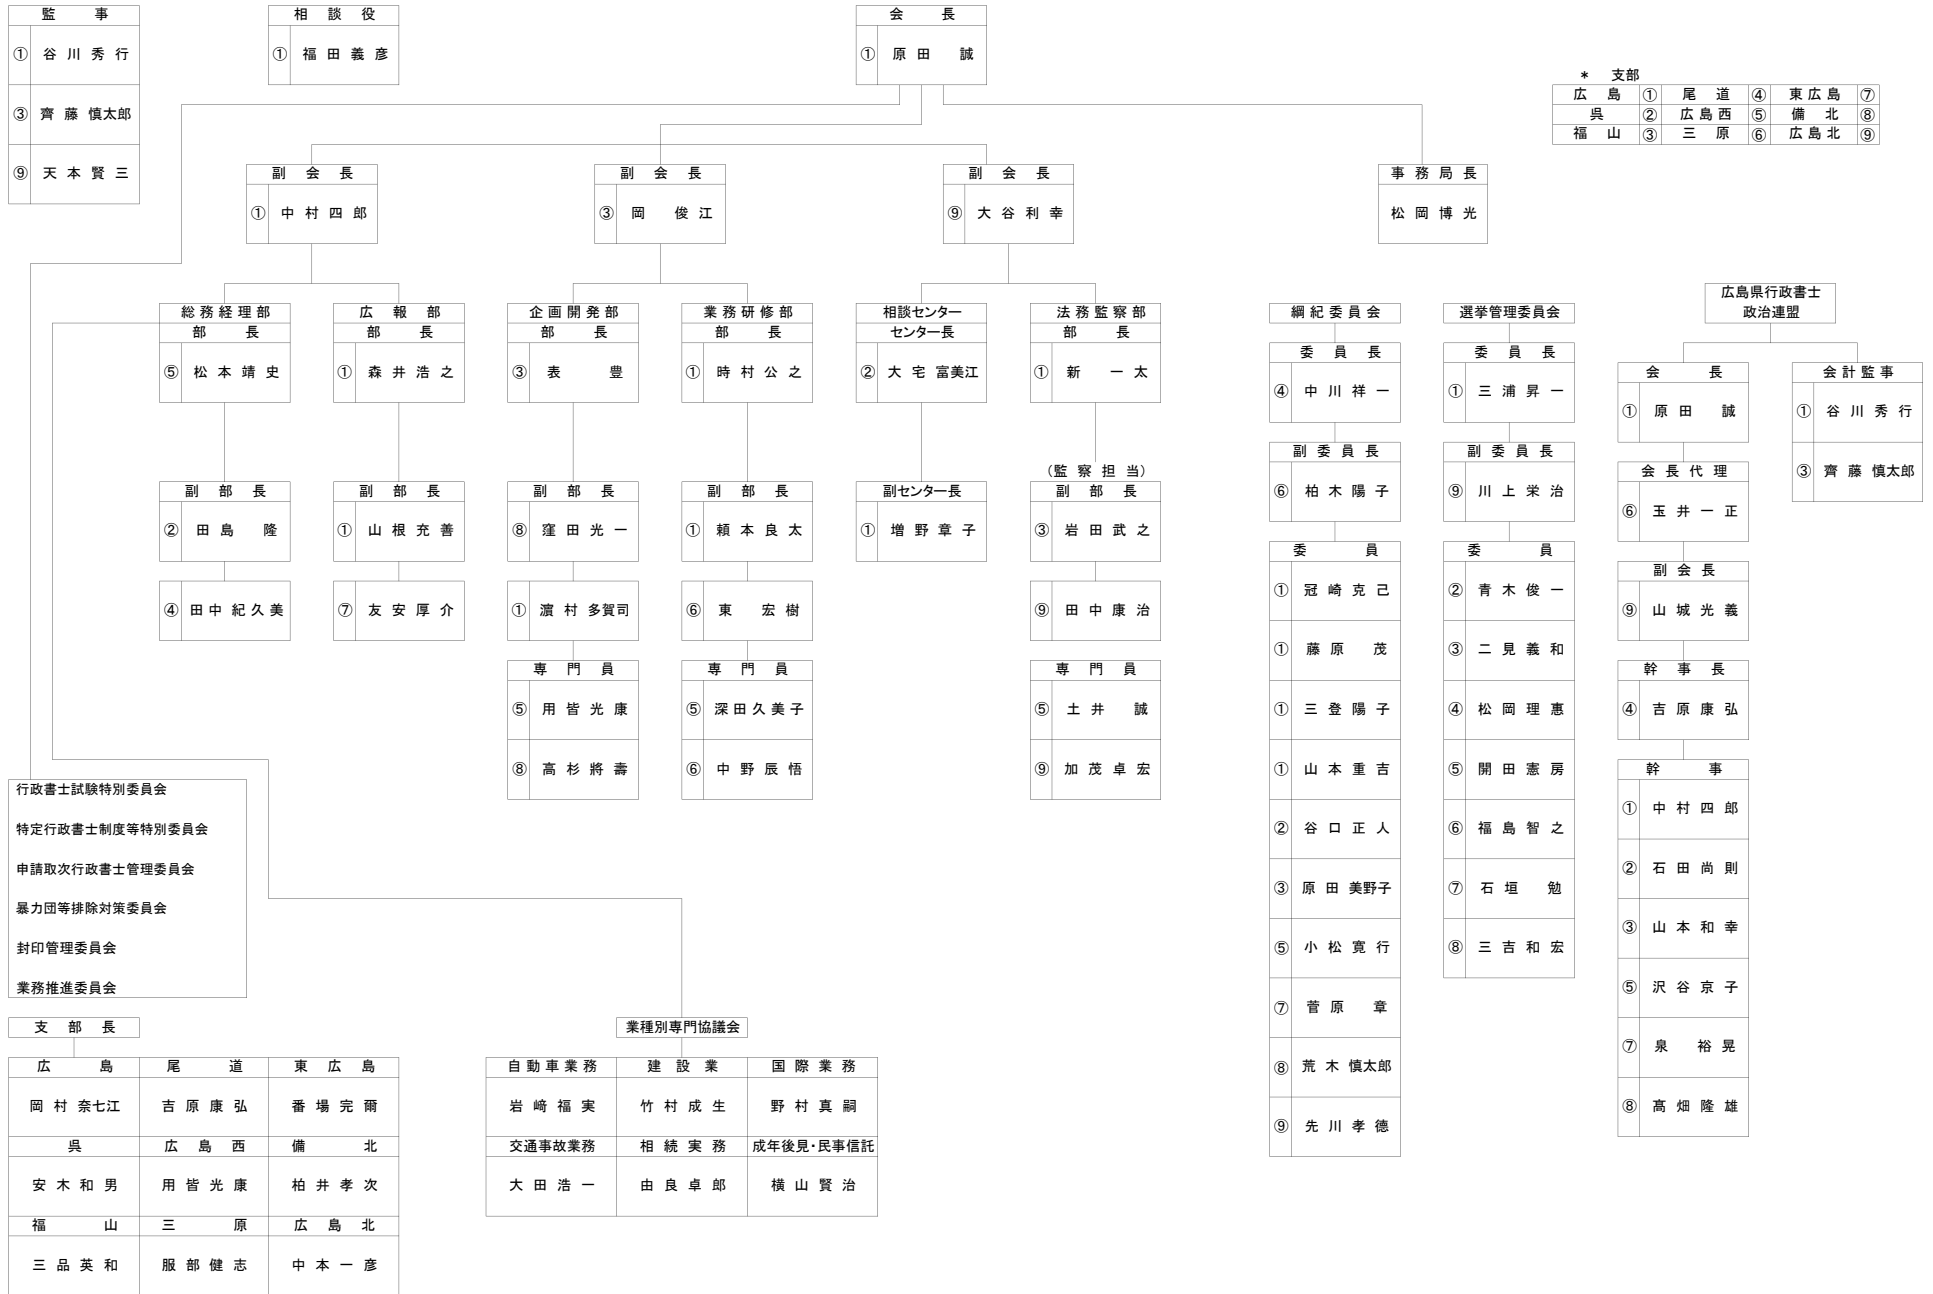 監事
① 谷川秀行
③ 齊藤慎太郎
⑨ 天本賢三
相談役
① 福田義彦
会長
① 原田 誠
* 支部
広島 ① 尾道 ④ 東広島 ⑦
呉 ② 広島西 ⑤ 備北 ⑧
福山 ③ 三原 ⑥ 広島北 ⑨
副会長
① 中村四郎
副会長
③ 岡 俊江
副会長
⑨ 大谷利幸
事務局長
松岡博光
総務経理部
部長
⑤ 松本靖史
副部長
② 田島 隆
④ 田中紀久美
広報部
部長
① 森井浩之
副部長
① 山根充善
⑦ 友安厚介
企画開発部
部長
③ 表 豊
副部長
⑧ 窪田光一
① 濵村多賀司
専門員
⑤ 用皆光康
⑧ 高杉將壽
業務研修部
部長
① 時村公之
副部長
① 頼本良太
⑥ 東 宏樹
専門員
⑤ 深田久美子
⑥ 中野辰悟
相談センター
センター長
② 大宅富美江
副センター長
① 増野章子
法務監察部
部長
① 新 一太
(監察担当)
副部長
③ 岩田武之
⑨ 田中康治
専門員
⑤ 土井 誠
⑨ 加茂卓宏
綱紀委員会
委員長
④ 中川祥一
副委員長
⑥ 柏木陽子
委員
① 冠崎克己
① 藤原 茂
① 三登陽子
① 山本重吉
② 谷口正人
③ 原田美野子
⑤ 小松寛行
⑦ 菅原 章
⑧ 荒木慎太郎
⑨ 先川孝德
選挙管理委員会
委員長
① 三浦昇一
副委員長
⑨ 川上栄治
委員
② 青木俊一
③ 二見義和
④ 松岡理恵
⑤ 開田憲房
⑥ 福島智之
⑦ 石垣 勉
⑧ 三吉和宏
広島県行政書士
政治連盟
会長
① 原田 誠
会長代理
⑥ 玉井一正
副会長
⑨ 山城光義
幹事長
④ 吉原康弘
幹事
① 中村四郎
② 石田尚則
③ 山本和幸
⑤ 沢谷京子
⑦ 泉 裕晃
⑧ 髙畑隆雄
会計監事
① 谷川秀行
③ 齊藤慎太郎
行政書士試験特別委員会
特定行政書士制度等特別委員会
申請取次行政書士管理委員会
暴力団等排除対策委員会
封印管理委員会
業務推進委員会
支部長
広島 尾道 東広島
岡村奈七江 吉原康弘 番場完爾
呉 広島西 備北
安木和男 用皆光康 柏井孝次
福山 三原 広島北
三品英和 服部健志 中本一彦
業種別専門協議会
自動車業務 建設業 国際業務
岩﨑福実 竹村成生 野村真嗣
交通事故業務 相続実務 成年後見・民事信託
大田浩一 由良卓郎 横山賢治